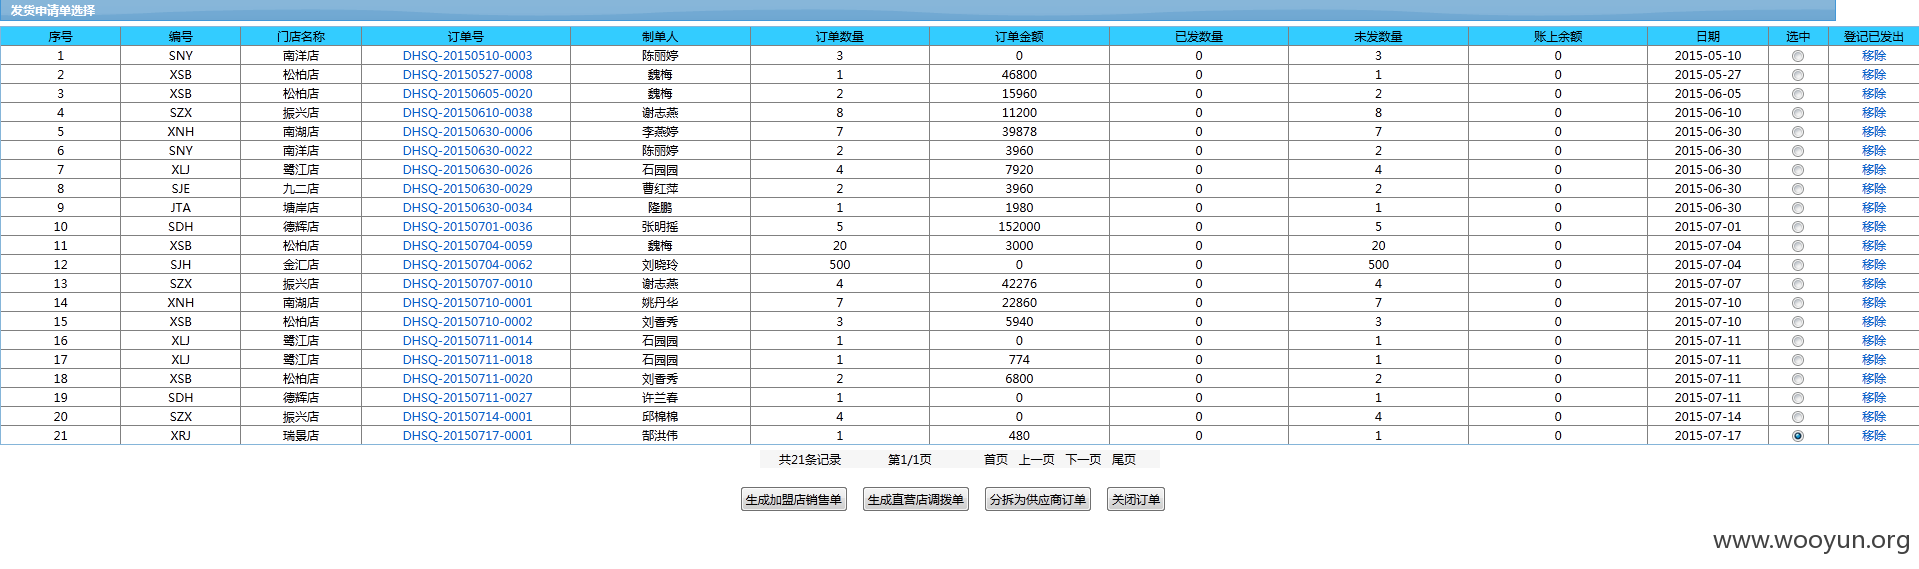 发货申请单选择
序号 编号 门店名称 订单号 制单人 订单数量 订单金额 已发数量 未发数量 账上余额 日期 选中 登记已发出
1 SNY 南洋店 DHSQ-20150510-0003 陈丽婷 3 0 0 3 0 2015-05-10 移除
2 XSB 松柏店 DHSQ-20150527-0008 魏梅 1 46800 0 1 0 2015-05-27 移除
3 XSB 松柏店 DHSQ-20150605-0020 魏梅 2 15960 0 2 0 2015-06-05 移除
4 SZX 振兴店 DHSQ-20150610-0038 谢志燕 8 11200 0 8 0 2015-06-10 移除
5 XNH 南湖店 DHSQ-20150630-0006 李燕婷 7 39878 0 7 0 2015-06-30 移除
6 SNY 南洋店 DHSQ-20150630-0022 陈丽婷 2 3960 0 2 0 2015-06-30 移除
7 XLJ 鹭江店 DHSQ-20150630-0026 石园园 4 7920 0 4 0 2015-06-30 移除
8 SJE 九二店 DHSQ-20150630-0029 曹红萍 2 3960 0 2 0 2015-06-30 移除
9 JTA 塘岸店 DHSQ-20150630-0034 隆鹏 1 1980 0 1 0 2015-06-30 移除
10 SDH 德辉店 DHSQ-20150701-0036 张明摇 5 152000 0 5 0 2015-07-01 移除
11 XSB 松柏店 DHSQ-20150704-0059 魏梅 20 3000 0 20 0 2015-07-04 移除
12 SJH 金汇店 DHSQ-20150704-0062 刘晓玲 500 0 0 500 0 2015-07-04 移除
13 SZX 振兴店 DHSQ-20150707-0010 谢志燕 4 42276 0 4 0 2015-07-07 移除
14 XNH 南湖店 DHSQ-20150710-0001 姚丹华 7 22860 0 7 0 2015-07-10 移除
15 XSB 松柏店 DHSQ-20150710-0002 刘香秀 3 5940 0 3 0 2015-07-10 移除
16 XLJ 鹭江店 DHSQ-20150711-0014 石园园 1 0 0 1 0 2015-07-11 移除
17 XLJ 鹭江店 DHSQ-20150711-0018 石园园 1 774 0 1 0 2015-07-11 移除
18 XSB 松柏店 DHSQ-20150711-0020 刘香秀 2 6800 0 2 0 2015-07-11 移除
19 SDH 德辉店 DHSQ-20150711-0027 许兰春 1 0 0 1 0 2015-07-11 移除
20 SZX 振兴店 DHSQ-20150714-0001 邱棉棉 4 0 0 4 0 2015-07-14 移除
21 XRJ 瑞景店 DHSQ-20150717-0001 郜洪伟 1 480 0 1 0 2015-07-17 移除
共21条记录 第1/1页 首页 上一页 下一页 尾页
生成加盟店销售单 生成直营店调拨单 分拆为供应商订单 关闭订单
www.wooyun.org